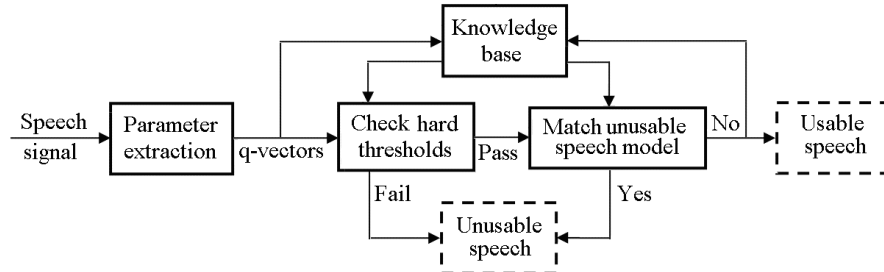 Knowledge
base
Speech
signal
Parameter
extraction
q-vectors
Check hard
thresholds
Pass
Match unusable
speech model
No
Usable
speech
Fail
Yes
Unusable
speech